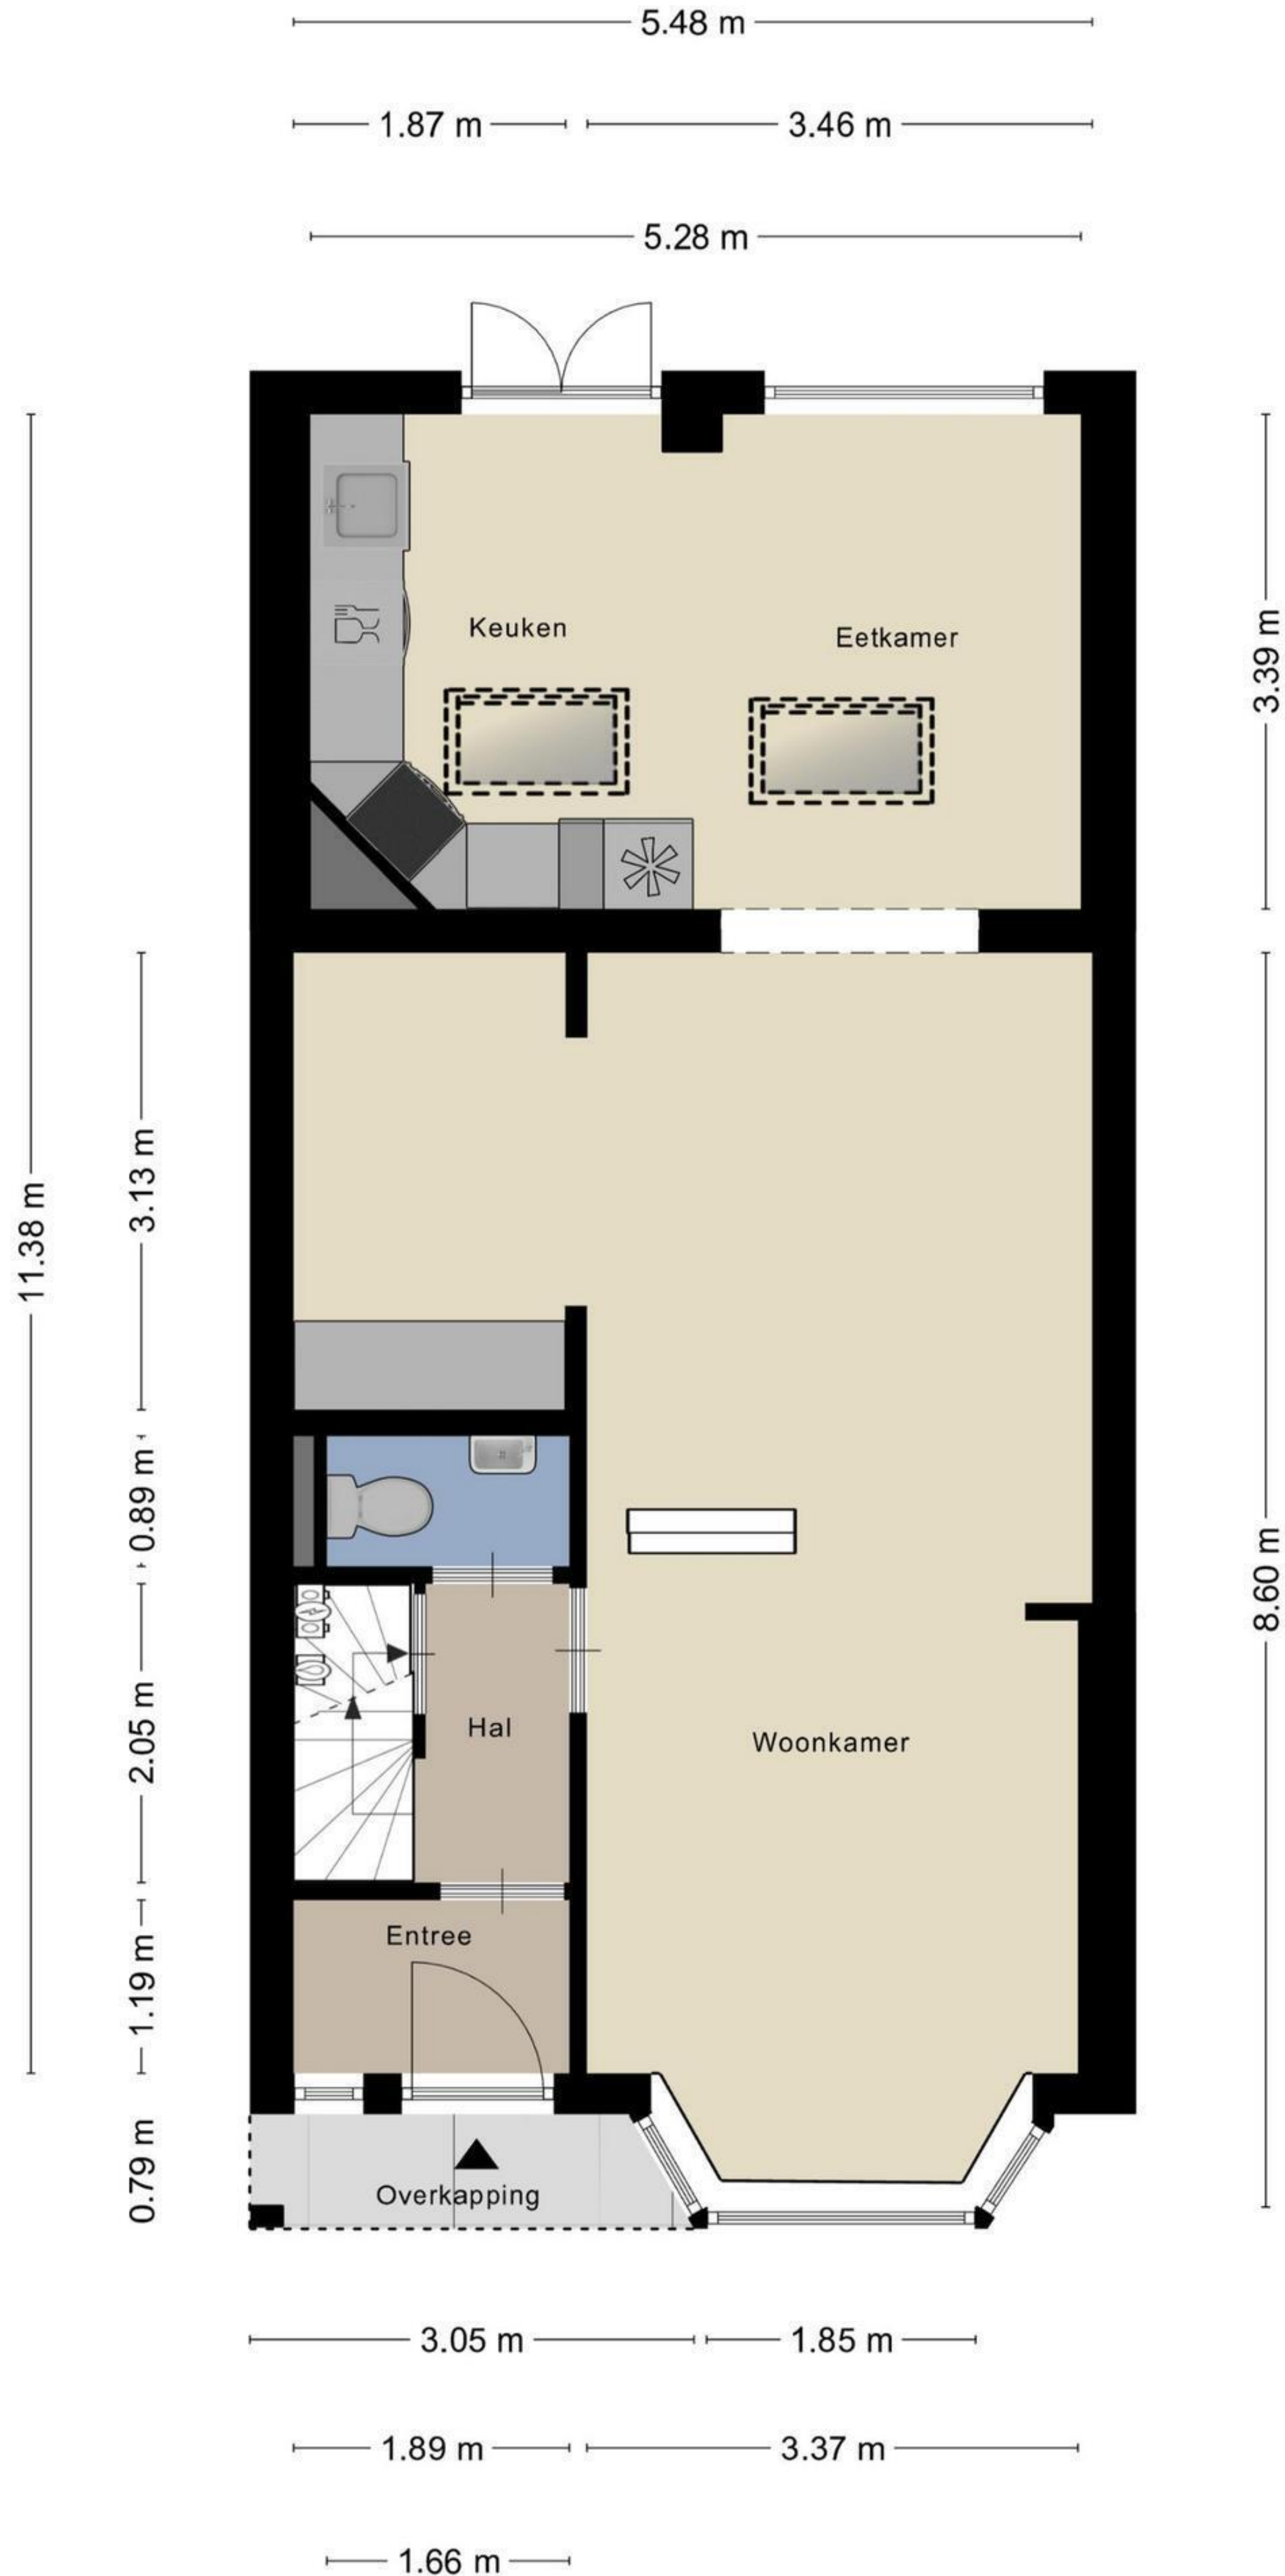 5.48 m
1.87 m
3.46 m
5.28 m
Keuken
Eetkamer
3.39 m
11.38 m
3.13 m
0.89 m
8.60 m
2.05 m
Hal
Woonkamer
1.19 m
Entree
0.79 m
Overkapping
3.05 m
1.85 m
1.89 m
3.37 m
1.66 m